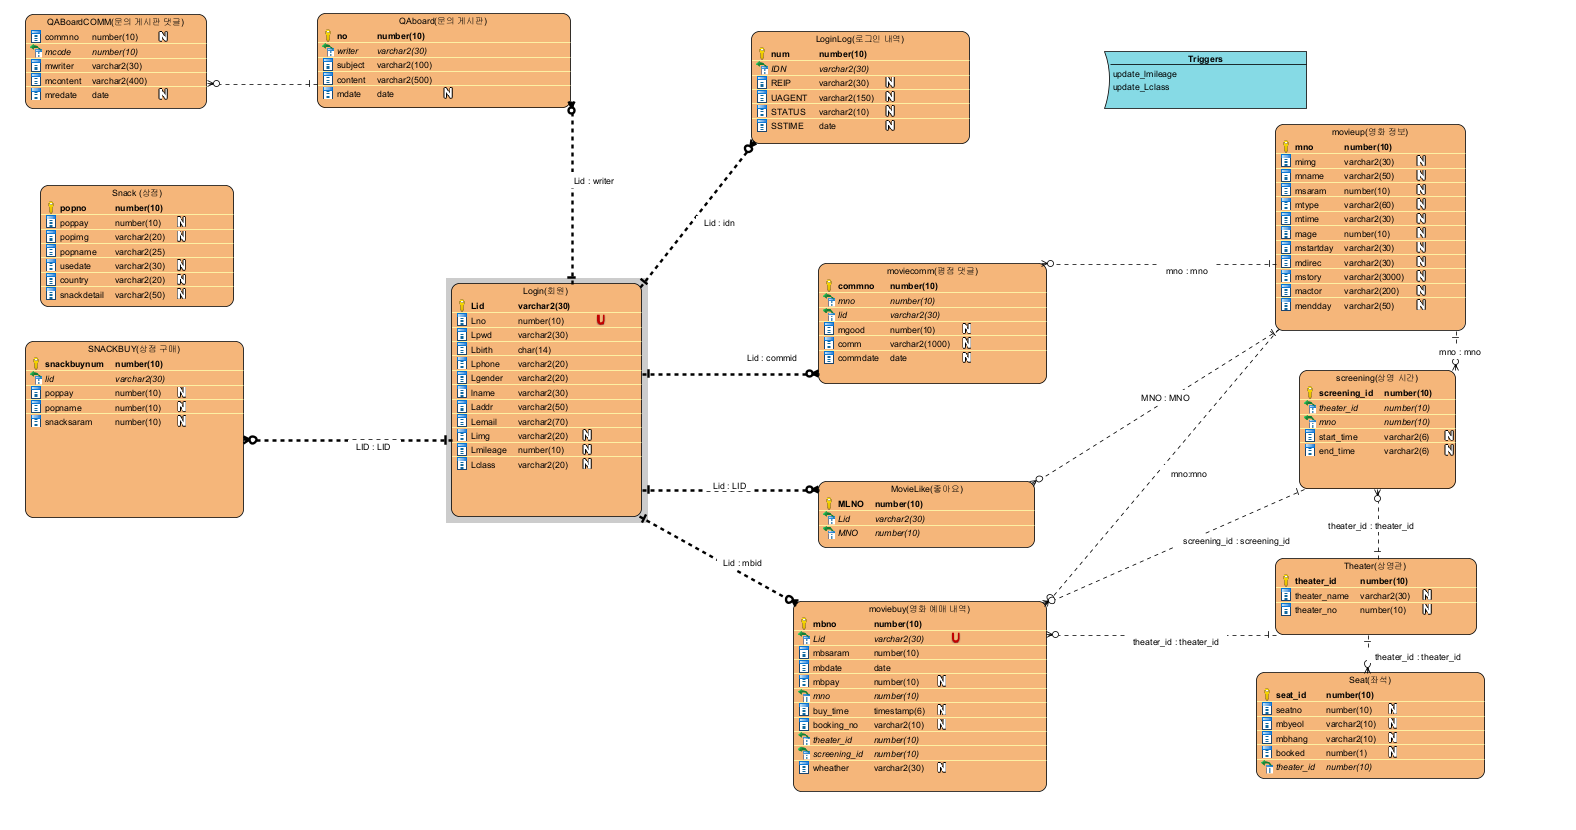 QABoardCOMM(문의 게시판 댓글)
commno number(10) N
mcode number(10)
mwriter varchar2(30)
mcontent varchar2(400)
mredate date N
QAboard(문의 게시판)
no number(10)
writer varchar2(30)
subject varchar2(100)
content varchar2(500)
mdate date N
LoginLog(로그인 내역)
num number(10)
IDN varchar2(30)
REIP varchar2(30) N
UAGENT varchar2(150) N
STATUS varchar2(10) N
SSTIME date N
Triggers
update_lmileage
update_Lclass
movieup(영화 정보)
mno number(10)
mimg varchar2(30) N
mname varchar2(50) N
msaram number(10) N
mtype varchar2(60) N
mtime varchar2(30) N
mage number(10) N
mstartday varchar2(30) N
mdirec varchar2(30) N
mstory varchar2(3000) N
mactor varchar2(200) N
mendday varchar2(50) N
Lid : writer
Lid : idn
Snack (상점)
popno number(10)
poppay number(10) N
popimg varchar2(20) N
popname varchar2(25)
usedate varchar2(30) N
country varchar2(20) N
snackdetail varchar2(50) N
Login(회원)
Lid varchar2(30)
Lno number(10) U
Lpwd varchar2(30)
Lbirth char(14)
Lphone varchar2(20)
Lgender varchar2(20)
lname varchar2(30)
Laddr varchar2(50)
Lemail varchar2(70)
Limg varchar2(20) N
Lmileage number(10) N
Lclass varchar2(20) N
moviecomm(평점 댓글)
commno number(10)
mno number(10)
lid varchar2(30)
mgood number(10) N
comm varchar2(1000) N
commdate date N
mno : mno
mno : mno
Lid : commid
SNACKBUY(상점 구매)
snackbuynum number(10)
lid varchar2(30)
poppay number(10) N
popname number(10) N
snacksaram number(10) N
LID : LID
screening(상영 시간)
screening_id number(10)
theater_id number(10)
mno number(10)
start_time varchar2(6) N
end_time varchar2(6) N
MNO : MNO
mno:mno
Lid : LID
MovieLike(좋아요)
MLNO number(10)
Lid varchar2(30)
MNO number(10)
theater_id : theater_id
screening_id : screening_id
Lid : mbid
Theater(상영관)
theater_id number(10)
theater_name varchar2(30) N
theater_no number(10) N
moviebuy(영화 예매 내역)
mbno number(10)
Lid varchar2(30) U
mbsaram number(10)
mbdate date
mbpay number(10) N
mno number(10)
buy_time timestamp(6) N
booking_no varchar2(10) N
theater_id number(10)
screening_id number(10)
wheather varchar2(30) N
theater_id : theater_id
theater_id : theater_id
Seat(좌석)
seat_id number(10)
seatno number(10) N
mbyeol varchar2(10) N
mbhang varchar2(10) N
booked number(1) N
theater_id number(10)